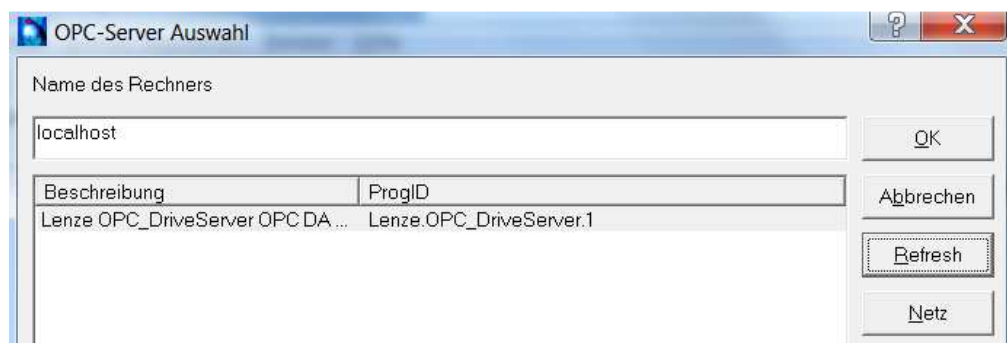 OPC-Server Auswahl
Name des Rechners
localhost
OK
Beschreibung ProgID
Abbrechen
Lenze OPC_DriveServer OPC DA ... Lenze.OPC_DriveServer.1
Refresh
Netz